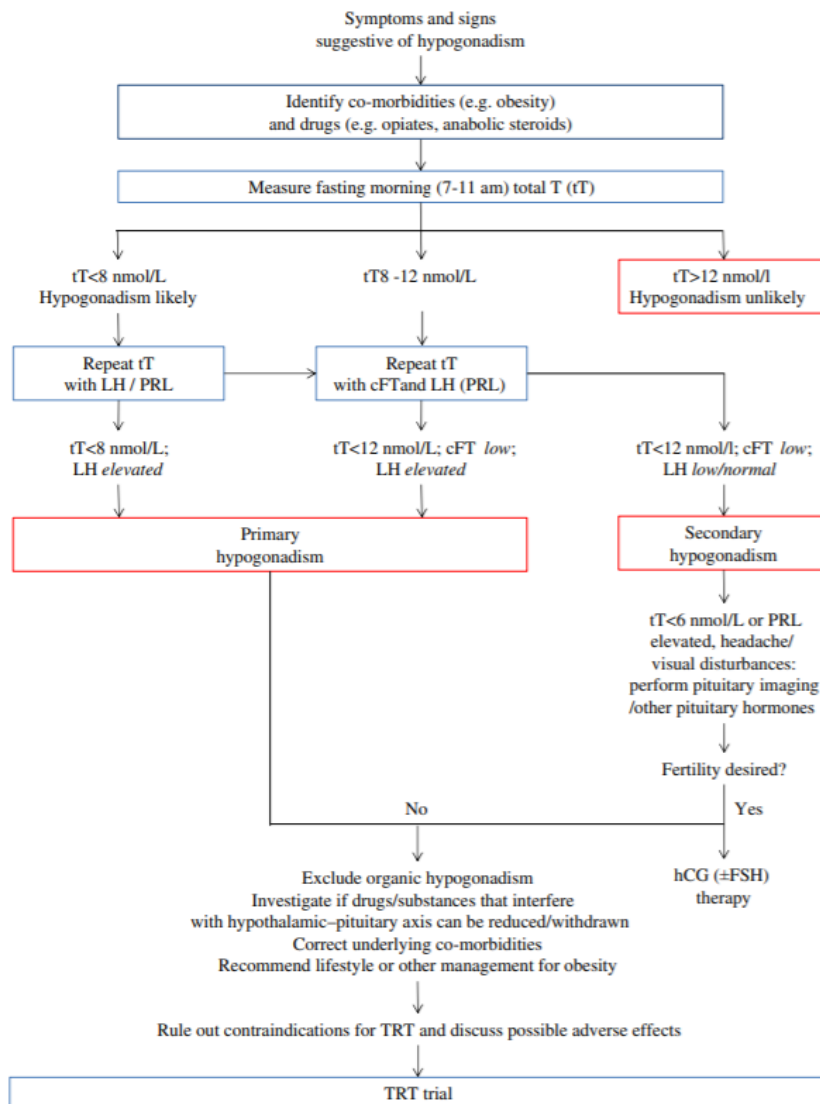 Symptoms and signs
suggestive of hypogonadism
Identify co-morbidities (e.g. obesity)
and drugs (e.g. opiates, anabolic steroids)
Measure fasting morning (7-11 am) total T (tT)
tT<8 nmol/L
Hypogonadism likely
tT8 -12 nmol/L
tT>12 nmol/l
Hypogonadism unlikely
Repeat tT
with LH / PRL
Repeat tT
with cFTand LH (PRL)
tT<8 nmol/L;
LH elevated
tT<12 nmol/L; cFT low;
LH elevated
tT<12 nmol/l; cFT low;
LH low/normal
Primary
hypogonadism
Secondary
hypogonadism
tT<6 nmol/L or PRL
elevated, headache/
visual disturbances:
perform pituitary imaging
/other pituitary hormones
Fertility desired?
No
Yes
Exclude organic hypogonadism
Investigate if drugs/substances that interfere
with hypothalamic–pituitary axis can be reduced/withdrawn
Correct underlying co-morbidities
Recommend lifestyle or other management for obesity
hCG (±FSH)
therapy
Rule out contraindications for TRT and discuss possible adverse effects
TRT trial